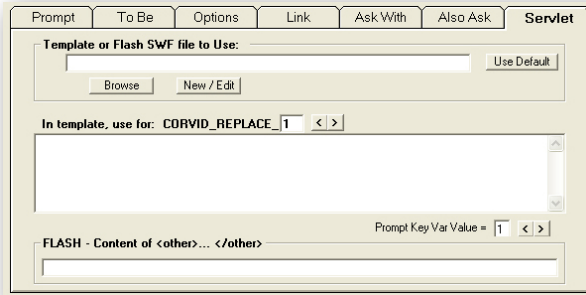 Prompt To Be Options Link Ask With Also Ask Servlet
Template or Flash SWF file to Use:
Use Default
Browse New / Edit
In template, use for: CORVID_REPLACE_ 1 < >
Prompt Key Var Value = 1 < >
FLASH - Content of <other>... </other>